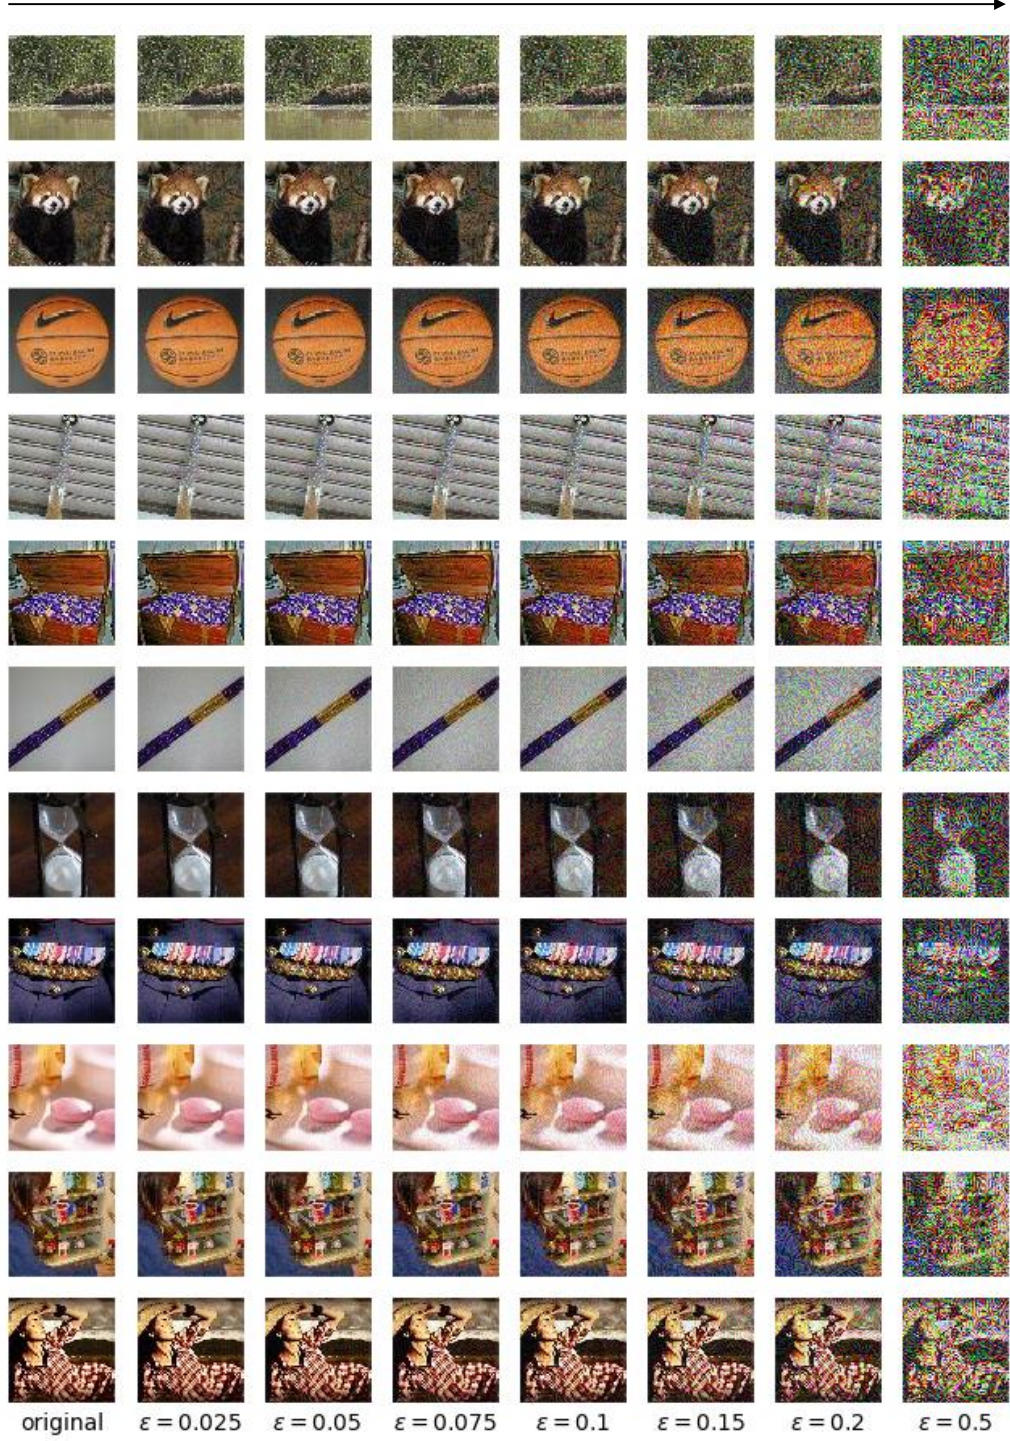 original ε = 0.025 ε = 0.05 ε = 0.075 ε = 0.1 ε = 0.15 ε = 0.2 ε = 0.5